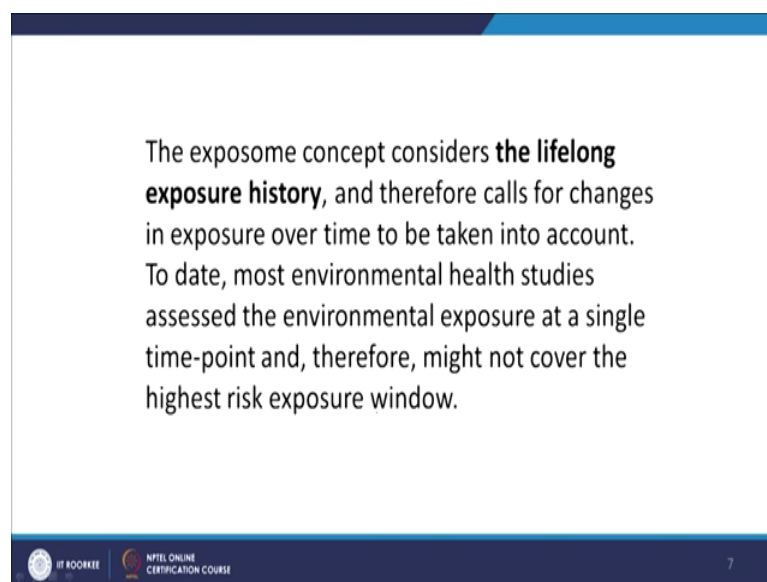 The exposome concept considers the lifelong
exposure history, and therefore calls for changes
in exposure over time to be taken into account.
To date, most environmental health studies
assessed the environmental exposure at a single
time-point and, therefore, might not cover the
highest risk exposure window.
IIT ROORKEE
NPTEL ONLINE
CERTIFICATION COURSE
7